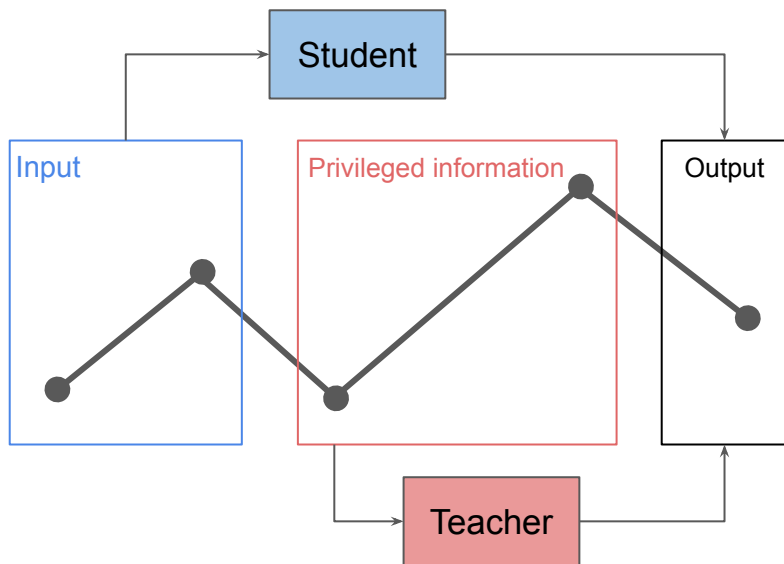 Student
Input
Privileged information
Output
Teacher